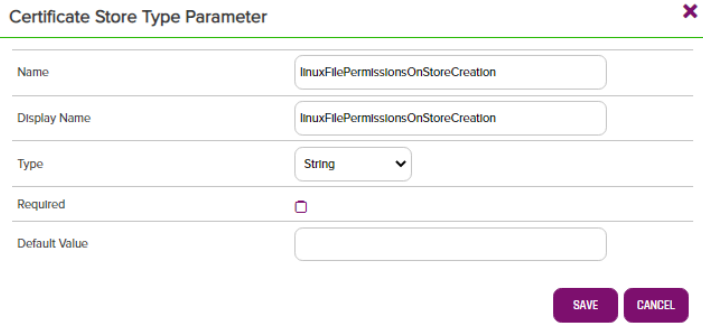 Certificate Store Type Parameter
Name linuxFilePermissionsOnStoreCreation
Display Name linuxFilePermissionsOnStoreCreation
Type String
Required
Default Value
SAVE CANCEL